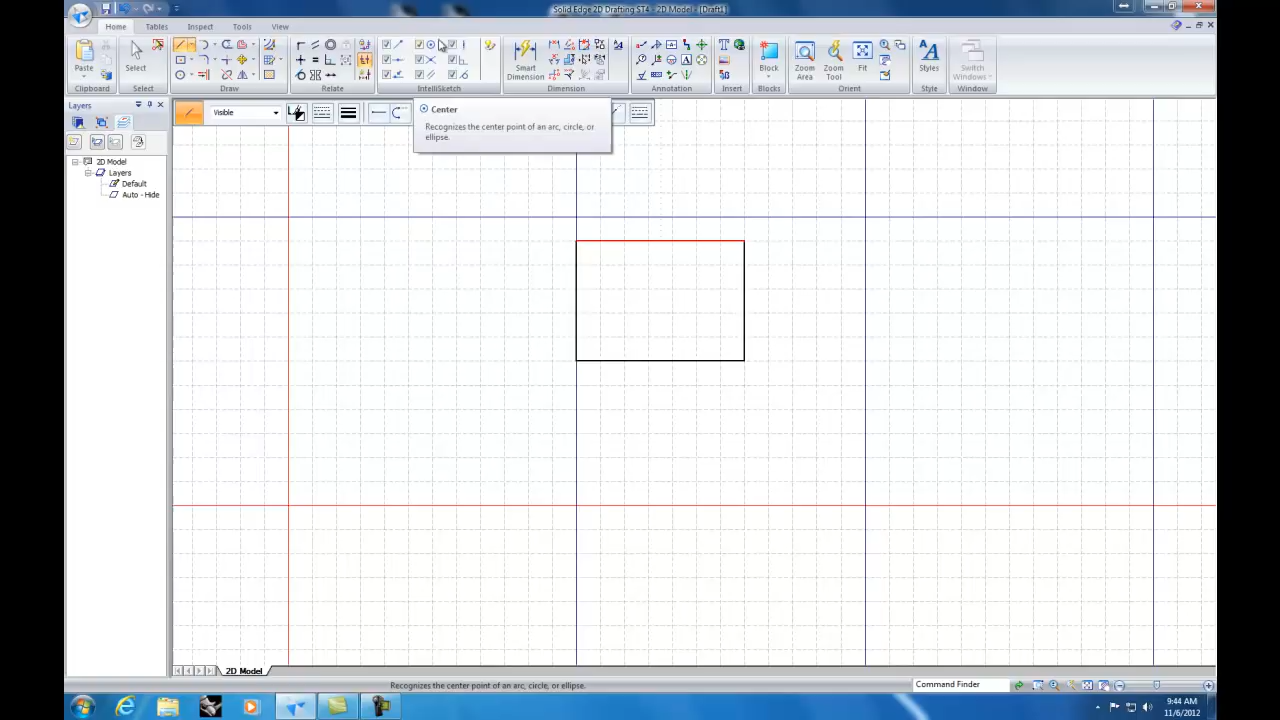 Solid Edge 2D Drafting ST4 - 2D Model - [Draft1]
Home Tables Inspect Tools View
Paste
Select
Smart Dimension
Block
Zoom Area
Zoom Tool
Fit
Styles
Switch Windows
Clipboard Select Draw Relate IntelliSketch Dimension Annotation Insert Blocks Orient Style Window
Layers
Visible
Center
Recognizes the center point of an arc, circle, or
ellipse.
2D Model
Layers
Default
Auto - Hide
2D Model
Recognizes the center point of an arc, circle, or ellipse.
Command Finder
9:44 AM
11/6/2012